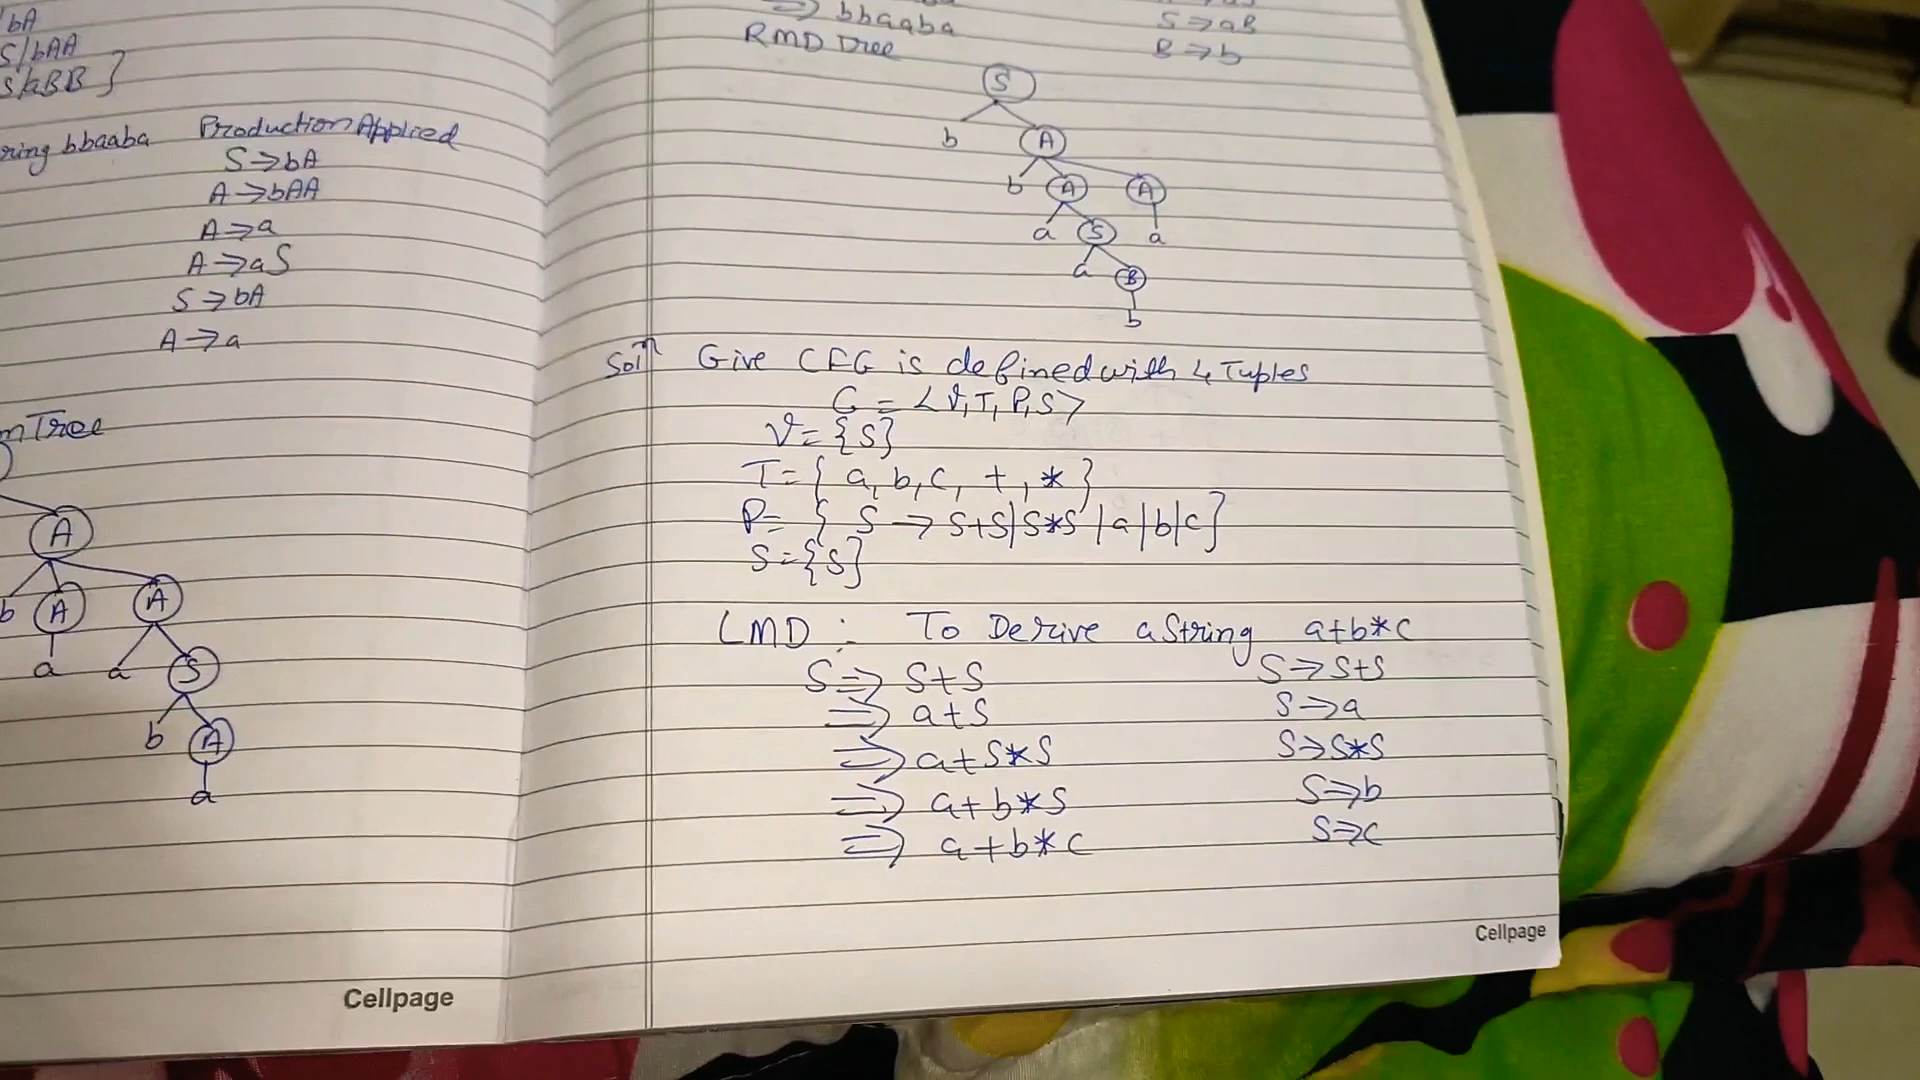 bA
S/bAA
S/aBB }
ring bbaaba Production Applied
S→bA
A→bAA
A→a
A→aS
S→bA
A→a
n Tree
A
b A A
a a S
b A
a
Cellpage
⇒ bbaaba
S→aB
RMD Tree
B→b
S
b A
b A A
a S a
a B
b
Solⁿ Give CFG is defined with 4 Tuples
G = <V, T, P, S>
V = {S}
T = { a, b, c, +, * }
P = { S → S+S | S*S | a | b | c }
S = {S}
LMD : To Derive a String a+b*c
S ⇒ S+S S→S+S
⇒ a+S S→a
⇒ a+S*S S→S*S
⇒ a+b*S S→b
⇒ a+b*c S→c
Cellpage